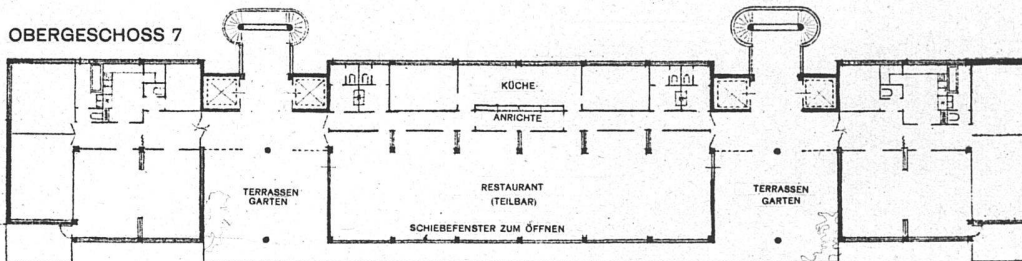 OBERGESCHOSS 7
KÜCHE
ANRICHTE
TERRASSEN
GARTEN
RESTAURANT
(TEILBAR)
SCHIEBEFENSTER ZUM ÖFFNEN
TERRASSEN
GARTEN